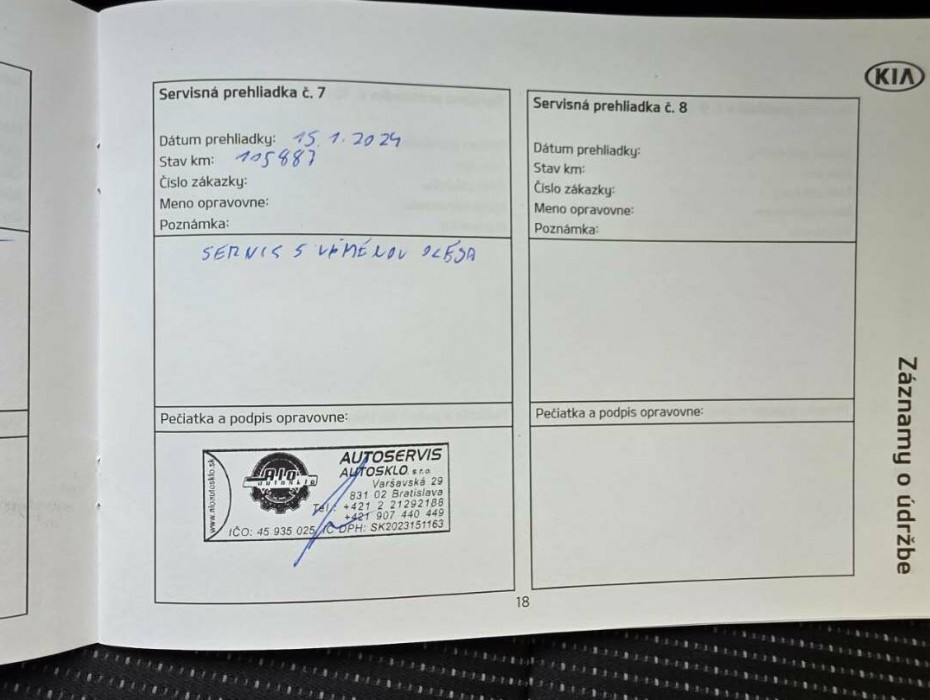 KIA
Servisná prehliadka č. 7
Dátum prehliadky: 15.1.2024
Stav km: 105887
Číslo zákazky:
Meno opravovne:
Poznámka:
SERVIS S VÝMENOU OLEJA
Pečiatka a podpis opravovne:
www.aloautosklo.sk
Alo
autosklo
AUTOSERVIS
AUTOSKLO s.r.o.
Varšavská 29
831 02 Bratislava
Tel.: +421 2 21292188
+421 907 440 449
IČO: 45 935 025, IČ DPH: SK2023151163
Servisná prehliadka č. 8
Dátum prehliadky:
Stav km:
Číslo zákazky:
Meno opravovne:
Poznámka:
Pečiatka a podpis opravovne:
Záznamy o údržbe
18